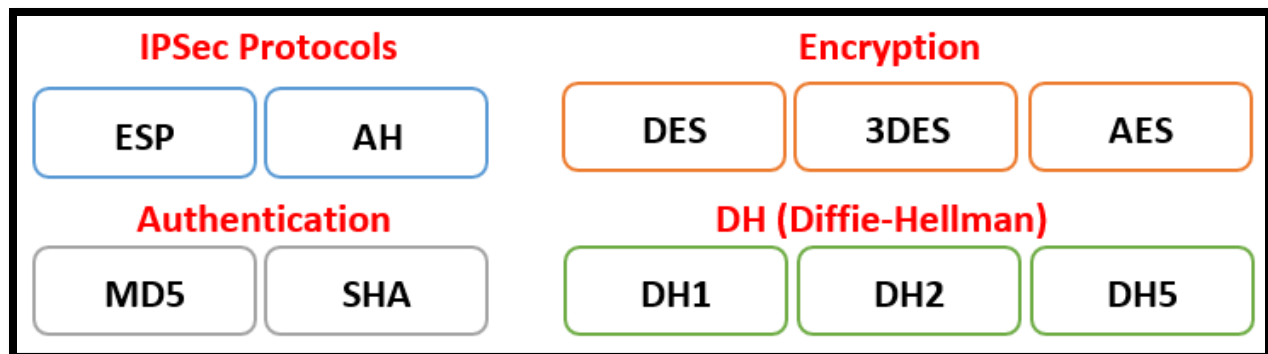 IPSec Protocols
Encryption
ESP AH
DES 3DES AES
Authentication
DH (Diffie-Hellman)
MD5 SHA
DH1 DH2 DH5